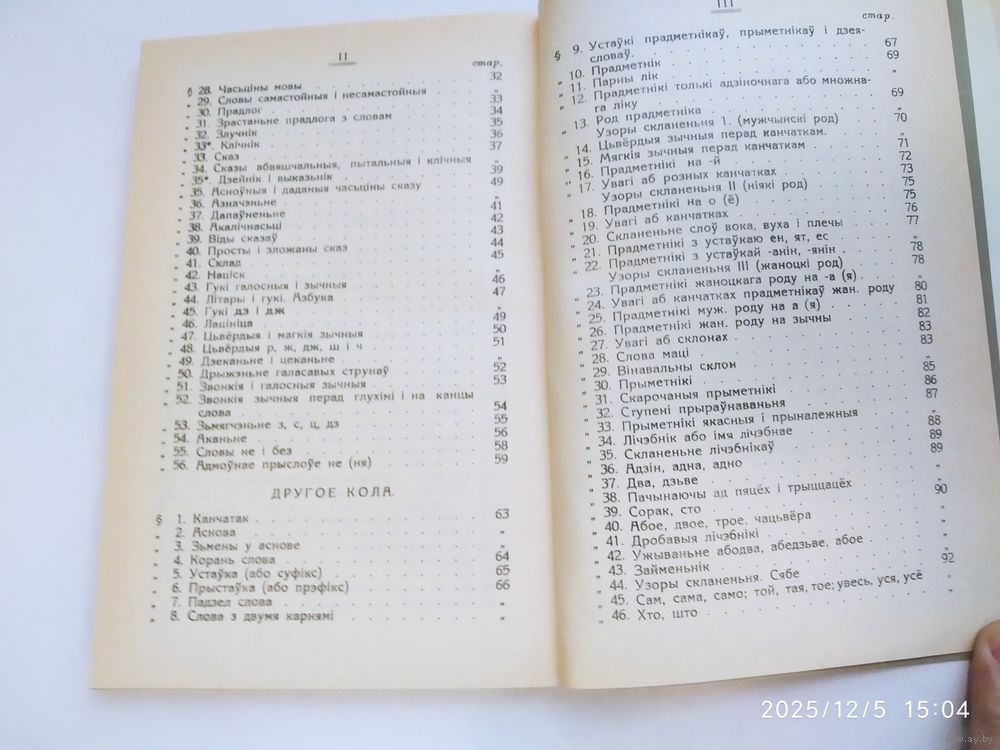 II
стар.
§ 28. Часьціны мовы 32
„ 29. Словы самастойныя і несамастойныя „
„ 30. Прадлог 33
„ 31. Зрастаньне прадлога з словам 34
„ 32. Злучнік 35
„ 33*. Клічнік 36
„ 33. Сказ 37
„ 34. Сказы абвяшчальныя, пытальныя і клічныя „
„ 35*. Дзейнік і выказьнік 39
„ 35. Асноўныя і даданыя часьціны сказу 49
„ 36. Азначэньне „
„ 37. Дапаўненьне 41
„ 38. Акалічнасьці 42
„ 39. Віды сказаў 43
„ 40. Просты і зложаны сказ 44
„ 41. Склад 45
„ 42. Націск „
„ 43. Гукі галосныя і зычныя 46
„ 44. Літары і гукі. Азбука 47
„ 45. Гукі дз і дж „
„ 46. Лацініца 49
„ 47. Цьвёрдыя і магкія зычныя 50
„ 48. Цьвёрдыя р, ж, дж, ш і ч 51
„ 49. Дзеканьне і цеканьне „
„ 50. Дрыжэньне галасавых струнаў 52
„ 51. Звонкія і галосныя зычныя 53
„ 52. Звонкія зычныя перад глухімі і на канцы
слова 54
„ 53. Зьмягчэньне з, с, ц, дз 55
„ 54. Аканьне 56
„ 55. Словы не і без 58
„ 56. Адмоўнае прыслоўе не (ня) 59
ДРУГОЕ КОЛА.
§ 1. Канчатак 63
„ 2. Аснова „
„ 3. Зьмены у аснове „
„ 4. Корань слова 64
„ 5. Устаўка (або суфікс) 65
„ 6. Прыстаўка (або прэфікс) 66
„ 7. Падзел слова „
„ 8. Слова з двумя карнямі „
III
стар.
§ 9. Устаўкі прадметнікаў, прыметнікаў і дзея-
словаў. 67
„ 10. Прадметнік 69
„ 11. Парны лік
„ 12. Прадметнікі толькі адзіночнага або множна-
га ліку 69
„ 13. Род прадметніка „
Узоры скланеньня 1. (мужчынскі род) 70
„ 14. Цьвёрдыя зычныя перад канчаткам. „
„ 15. Мягкія зычныя перад канчаткам 71
„ 16. Прадметнікі на -й 72
„ 17. Увагі аб розных канчатках 73
Узоры скланеньня II (ніякі род) 75
„ 18. Прадметнікі на о (ё) 75
„ 19. Увагі аб канчатках 76
„ 20. Скланеньне слоў вока, вуха і плечы 77
„ 21. Прадметнікі з устаўкаю ен, ят, ес „
„ 22. Прадметнікі з устаўкай -анін, -янін 78
Узоры скланеньня III (жаноцкі род) 78
„ 23. Прадметнікі жаноцкага роду на -а (я)
„ 24. Увагі аб канчатках прадметнікаў жан. роду 80
„ 25. Прадметнікі муж. роду на а (я) 81
„ 26. Прадметнікі жан. роду на зычны 82
„ 27. Увагі аб склонах 83
„ 28. Слова маці 83
„ 29. Вінавальны склон „
„ 30. Прыметнікі 85
„ 31. Скарочаныя прыметнікі 86
„ 32. Ступені прыраўнаваньня 87
„ 33. Прыметнікі якасныя і прыналежныя „
„ 34. Лічэбнік або імя лічэбнае 88
„ 35. Скланеньне лічэбнікаў 89
„ 36. Адзін, адна, адно 89
„ 37. Два, дзьве „
„ 38. Пачынаючы ад пяцёх і трыццацёх „
„ 39. Сорак, сто 90
„ 40. Абое, двое, трое. чацьвёра „
„ 41. Дробавыя лічэбнікі „
„ 42. Ужываньне абодва, абедзьве, абое „
„ 43. Займеньнік „
„ 44. Узоры скланеньня. Сябе 92
„ 45. Сам, сама, само; той, тая, тое; увесь, уся, усё
„ 46. Хто, што „
2025/12/5 15:04
www.ay.by